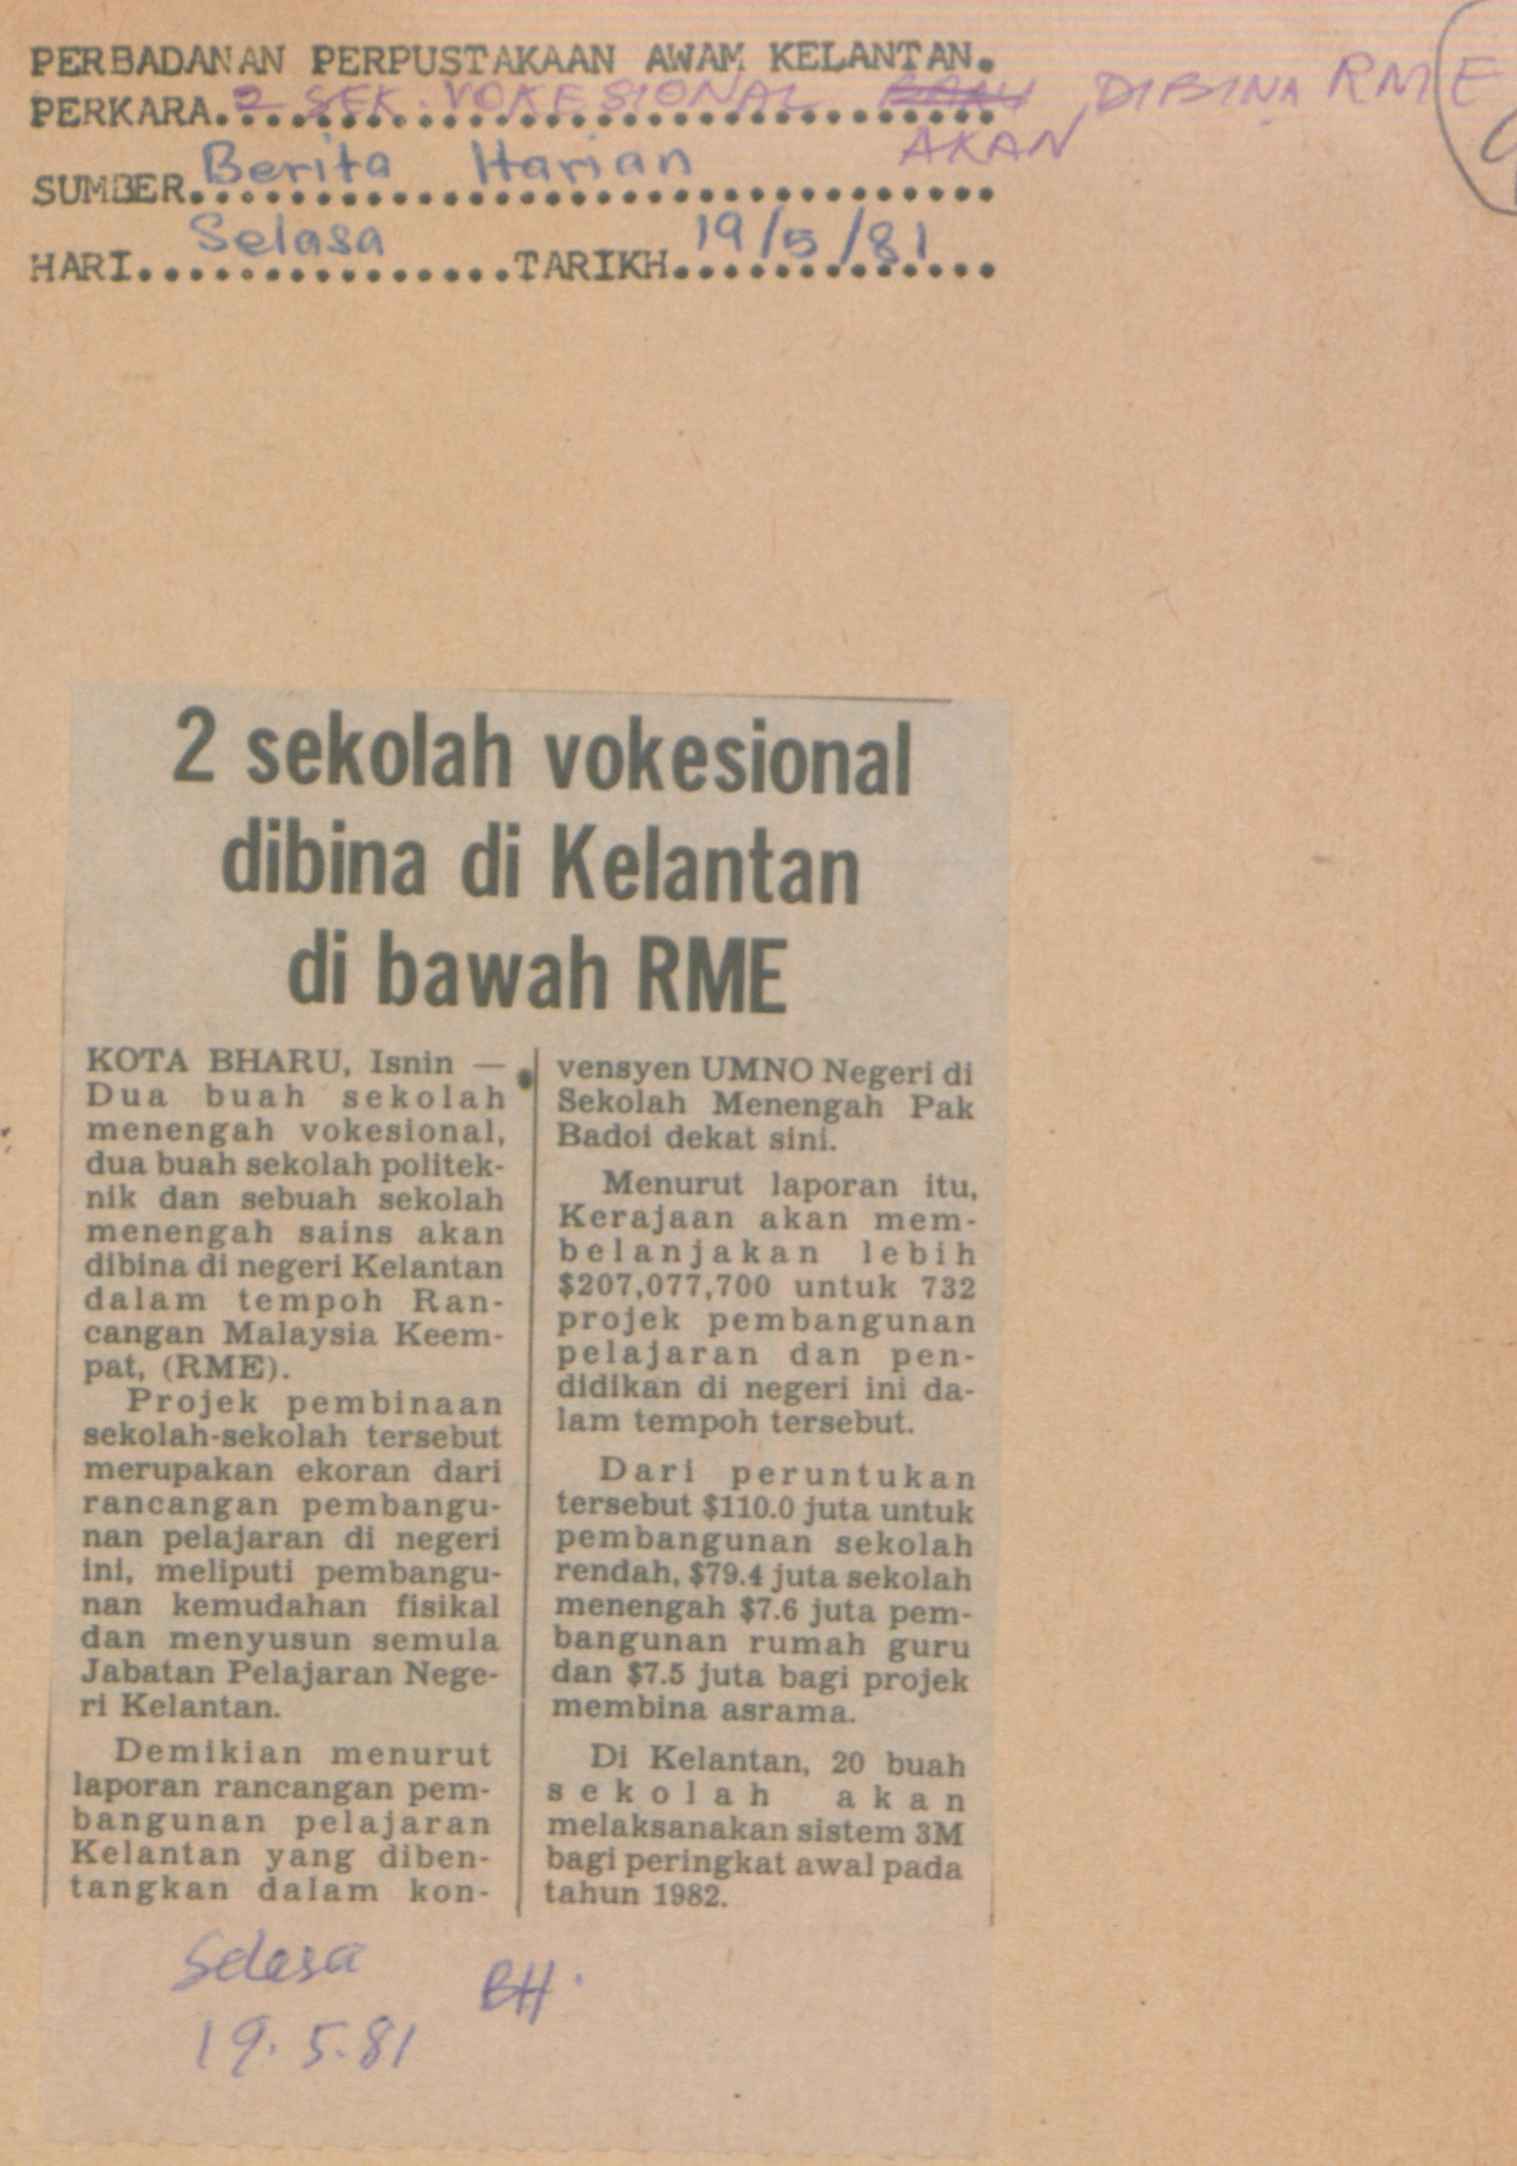 PERBADANAN PERPUSTAKAAN AWAM KELANTAN.
PERKARA.2 SEK. VOKESIONAL BARU DIBINA RME
AKAN
SUMBER Berita Harian
HARI Selasa TARIKH 19/5/81
2 sekolah vokesional
dibina di Kelantan
di bawah RME
KOTA BHARU, Isnin —
Dua buah sekolah
menengah vokesional,
dua buah sekolah politek-
nik dan sebuah sekolah
menengah sains akan
dibina di negeri Kelantan
dalam tempoh Ran-
cangan Malaysia Keem-
pat, (RME).
Projek pembinaan
sekolah-sekolah tersebut
merupakan ekoran dari
rancangan pembangu-
nan pelajaran di negeri
ini, meliputi pembangu-
nan kemudahan fisikal
dan menyusun semula
Jabatan Pelajaran Nege-
ri Kelantan.
Demikian menurut
laporan rancangan pem-
bangunan pelajaran
Kelantan yang diben-
tangkan dalam kon-
vensyen UMNO Negeri di
Sekolah Menengah Pak
Badoi dekat sini.
Menurut laporan itu,
Kerajaan akan mem-
belanjakan lebih
$207,077,700 untuk 732
projek pembangunan
pelajaran dan pen-
didikan di negeri ini da-
lam tempoh tersebut.
Dari peruntukan
tersebut $110.0 juta untuk
pembangunan sekolah
rendah, $79.4 juta sekolah
menengah $7.6 juta pem-
bangunan rumah guru
dan $7.5 juta bagi projek
membina asrama.
Di Kelantan, 20 buah
sekolah akan
melaksanakan sistem 3M
bagi peringkat awal pada
tahun 1982.
Selasa BH.
19.5.81